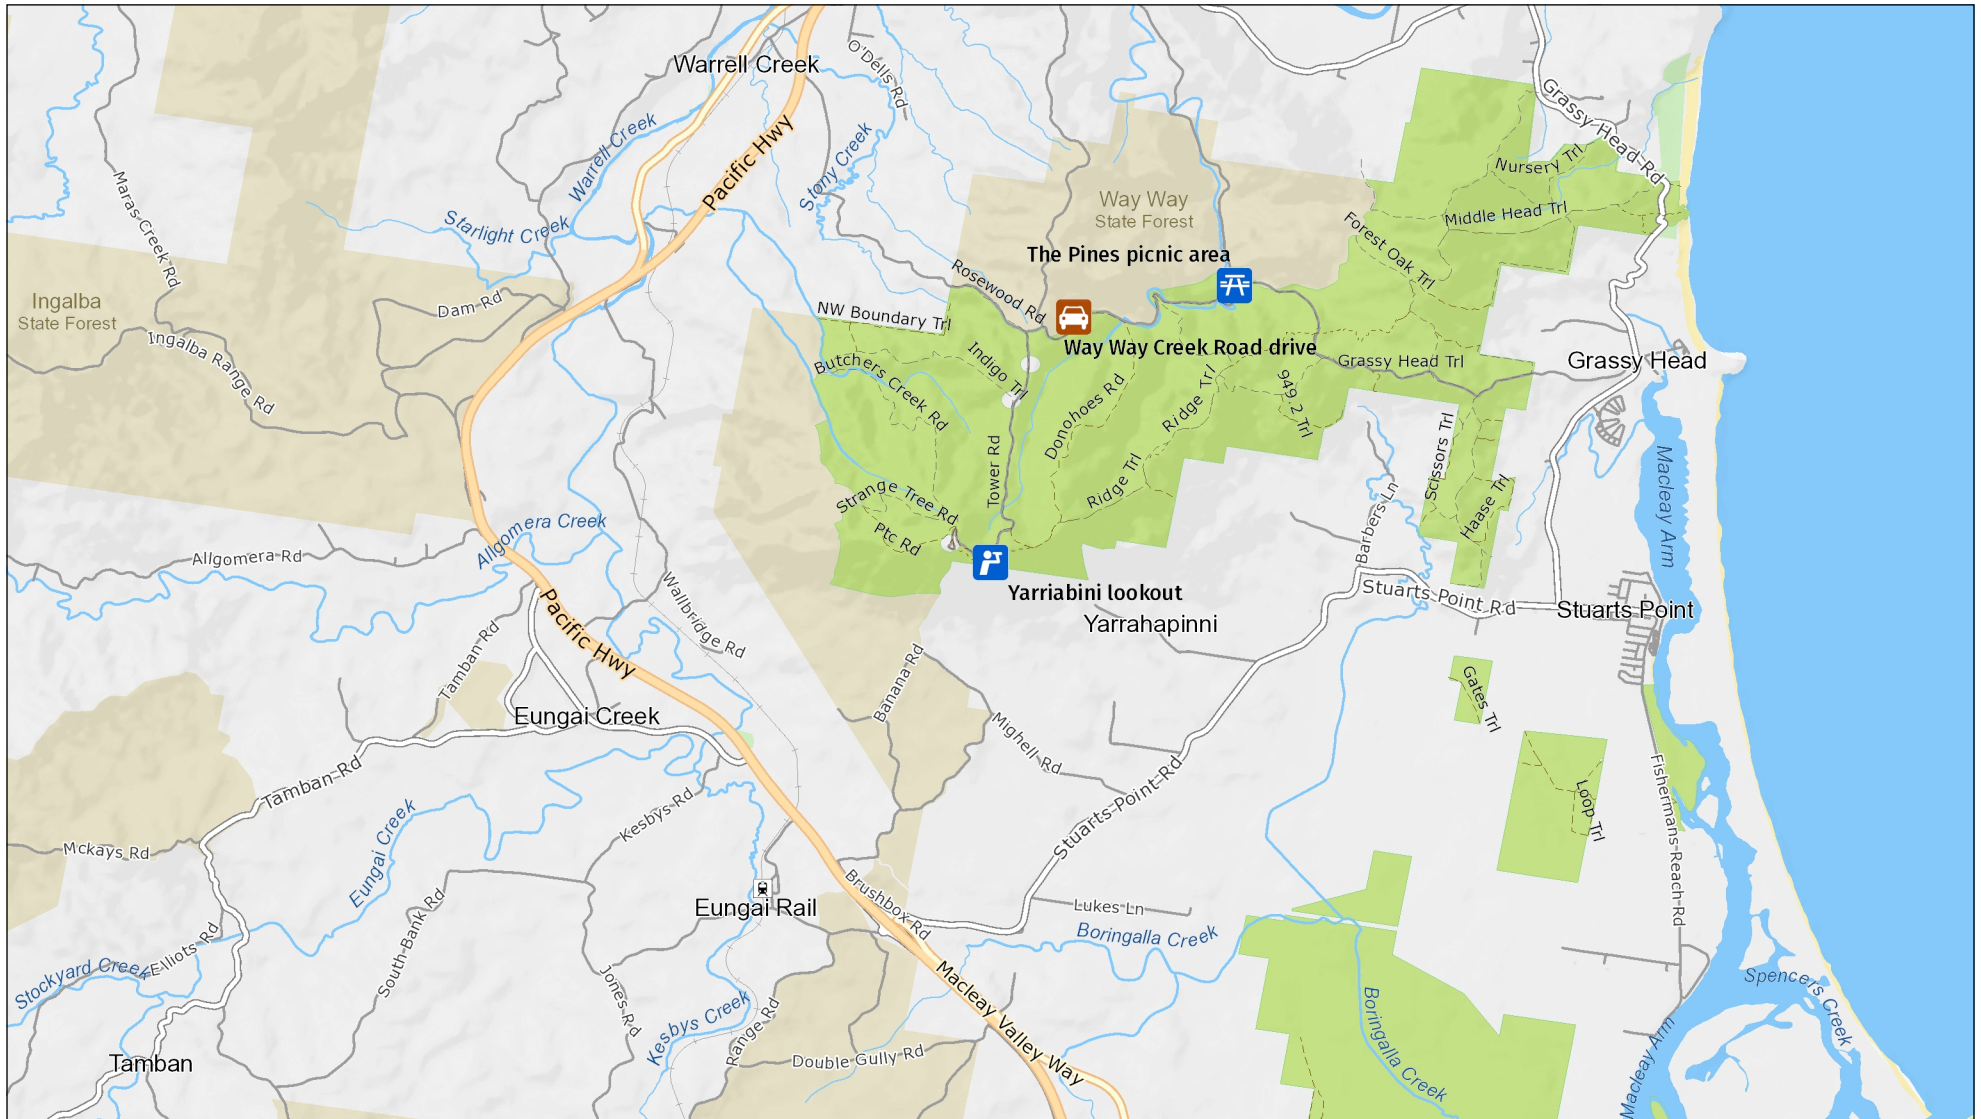 Warrell Creek
O'Dells Rd
Grassy Head Rd
Warrell Creek
Pacific Hwy
Stony Creek
Nursery Trl
Maras Creek Rd
Starlight Creek
Way Way
State Forest
Middle Head Trl
Forest Oak Trl
The Pines picnic area
Rosewood Rd
Ingalba
State Forest
Dam Rd
NW Boundary Trl
Way Way Creek Road drive
Ingalba Range Rd
Indigo Trl
Butchers Creek Rd
Grassy Head Trl
Grassy Head
Donohoes Rd
Ridge Trl
949.2 Trl
Scissors Trl
Tower Rd
Macleay Arm
Ridge Trl
Haase Trl
Strange Tree Rd
Ptc Rd
Barbers Ln
Allgomera Creek
Allgomera Rd
Yarriabini lookout
Yarrahapinni
Stuarts Point Rd
Stuarts Point
Wallbridge Rd
Pacific Hwy
Tamban Rd
Banana Rd
Gates Trl
Eungai Creek
Mighell Rd
Tamban Rd
Stuarts Point Rd
Loop Trl
Fishermans Reach Rd
Kesbys Rd
Eungai Creek
Mckays Rd
Brushbox Rd
Eungai Rail
Lukes Ln
Boringalla Creek
South Bank Rd
Elliots Rd
Stockyard Creek
Jones Rd
Macleay Valley Way
Spencers Creek
Kesbys Creek
Range Rd
Boringalla Creek
Double Gully Rd
Tamban
Macleay Arm